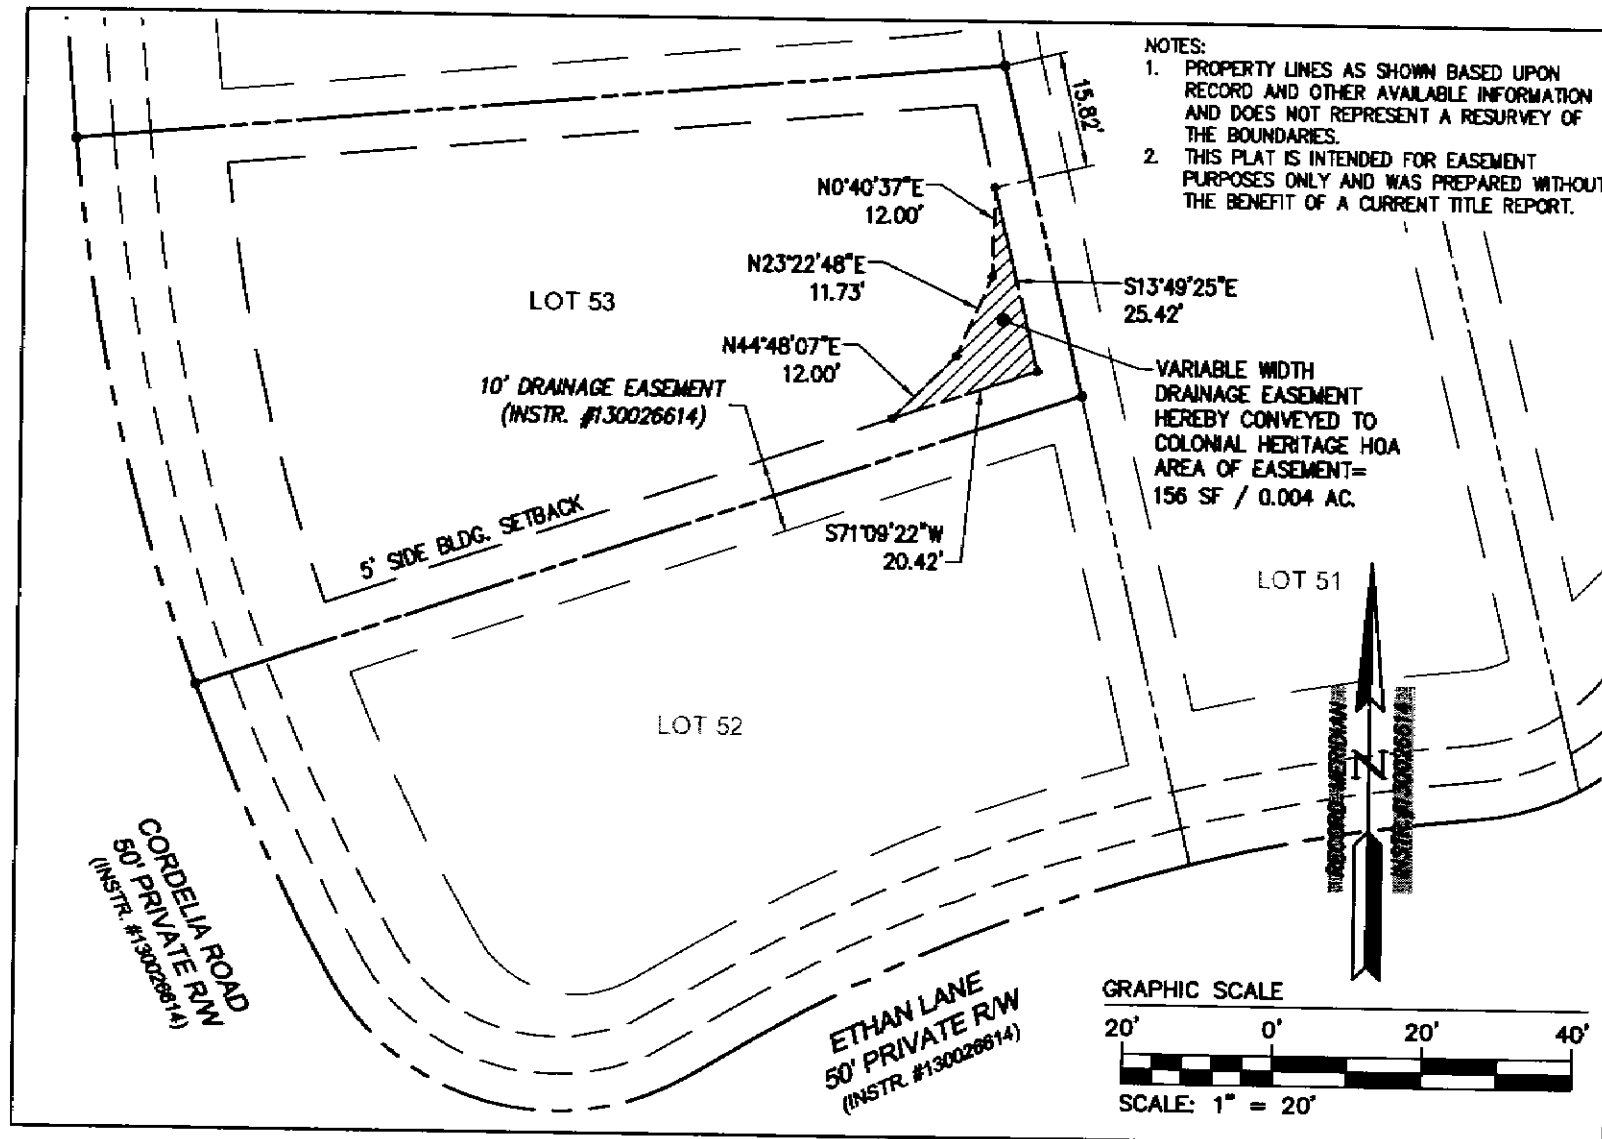 NOTES:
1. PROPERTY LINES AS SHOWN BASED UPON
RECORD AND OTHER AVAILABLE INFORMATION
AND DOES NOT REPRESENT A RESURVEY OF
THE BOUNDARIES.
2. THIS PLAT IS INTENDED FOR EASEMENT
PURPOSES ONLY AND WAS PREPARED WITHOUT
THE BENEFIT OF A CURRENT TITLE REPORT.
15.82'
N0°40'37"E
12.00'
N23°22'48"E
11.73'
N44°48'07"E
12.00'
S13°49'25"E
25.42'
LOT 53
10' DRAINAGE EASEMENT
(INSTR. #130026614)
VARIABLE WIDTH
DRAINAGE EASEMENT
HEREBY CONVEYED TO
COLONIAL HERITAGE HOA
AREA OF EASEMENT=
156 SF / 0.004 AC.
5' SIDE BLDG. SETBACK
S71°09'22"W
20.42'
LOT 51
LOT 52
RECORD MERIDIAN
N
INSTR. #130026614
CORDELIA ROAD
50' PRIVATE R/W
(INSTR. #130026614)
ETHAN LANE
50' PRIVATE R/W
(INSTR. #130026614)
GRAPHIC SCALE
20' 0' 20' 40'
SCALE: 1" = 20'